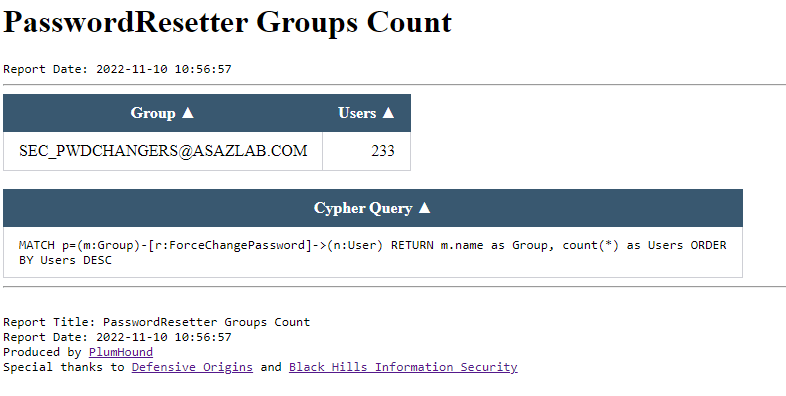 PasswordResetter Groups Count
Report Date: 2022-11-10 10:56:57
Group ▲ Users ▲
SEC_PWDCHANGERS@ASAZLAB.COM 233
Cypher Query ▲
MATCH p=(m:Group)-[r:ForceChangePassword]->(n:User) RETURN m.name as Group, count(*) as Users ORDER
BY Users DESC
Report Title: PasswordResetter Groups Count
Report Date: 2022-11-10 10:56:57
Produced by PlumHound
Special thanks to Defensive Origins and Black Hills Information Security